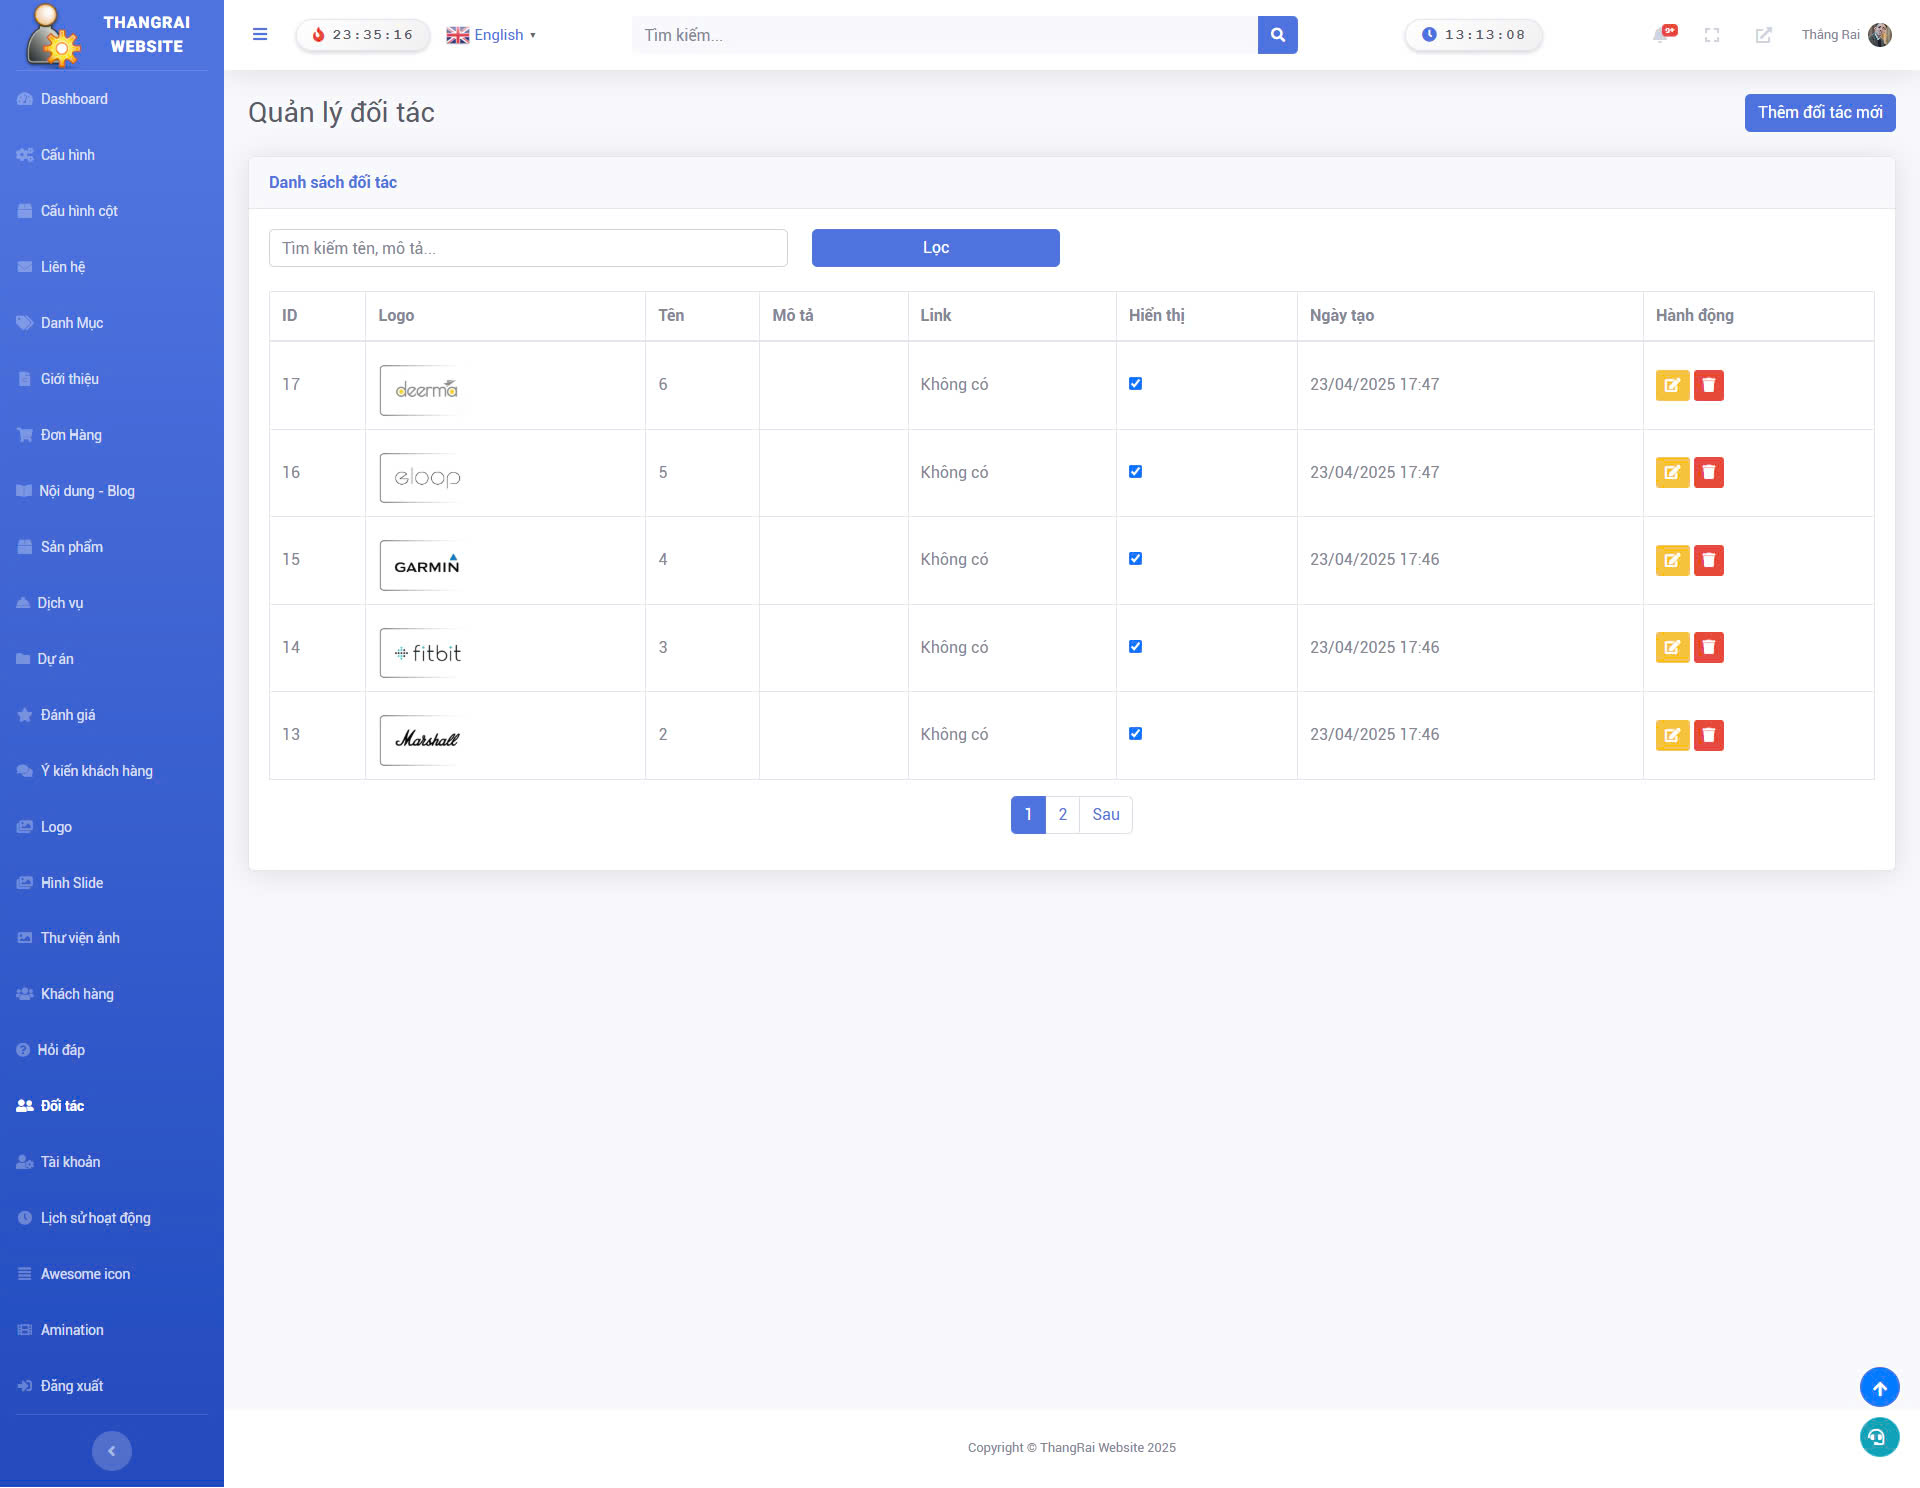 THANGRAI
WEBSITE
23:35:16
English
Tìm kiếm...
13:13:08
9+
Thắng Rai
Dashboard
Cấu hình
Cấu hình cột
Liên hệ
Danh Mục
Giới thiệu
Đơn Hàng
Nội dung - Blog
Sản phẩm
Dịch vụ
Dự án
Đánh giá
Ý kiến khách hàng
Logo
Hình Slide
Thư viện ảnh
Khách hàng
Hỏi đáp
Đối tác
Tài khoản
Lịch sử hoạt động
Awesome icon
Amination
Đăng xuất
Quản lý đối tác
Thêm đối tác mới
Danh sách đối tác
Tìm kiếm tên, mô tả...
Lọc
ID Logo Tên Mô tả Link Hiển thị Ngày tạo Hành động
17 deerma 6 Không có 23/04/2025 17:47
16 eloop 5 Không có 23/04/2025 17:47
15 GARMIN 4 Không có 23/04/2025 17:46
14 fitbit 3 Không có 23/04/2025 17:46
13 Marshall 2 Không có 23/04/2025 17:46
1 2 Sau
Copyright © ThangRai Website 2025